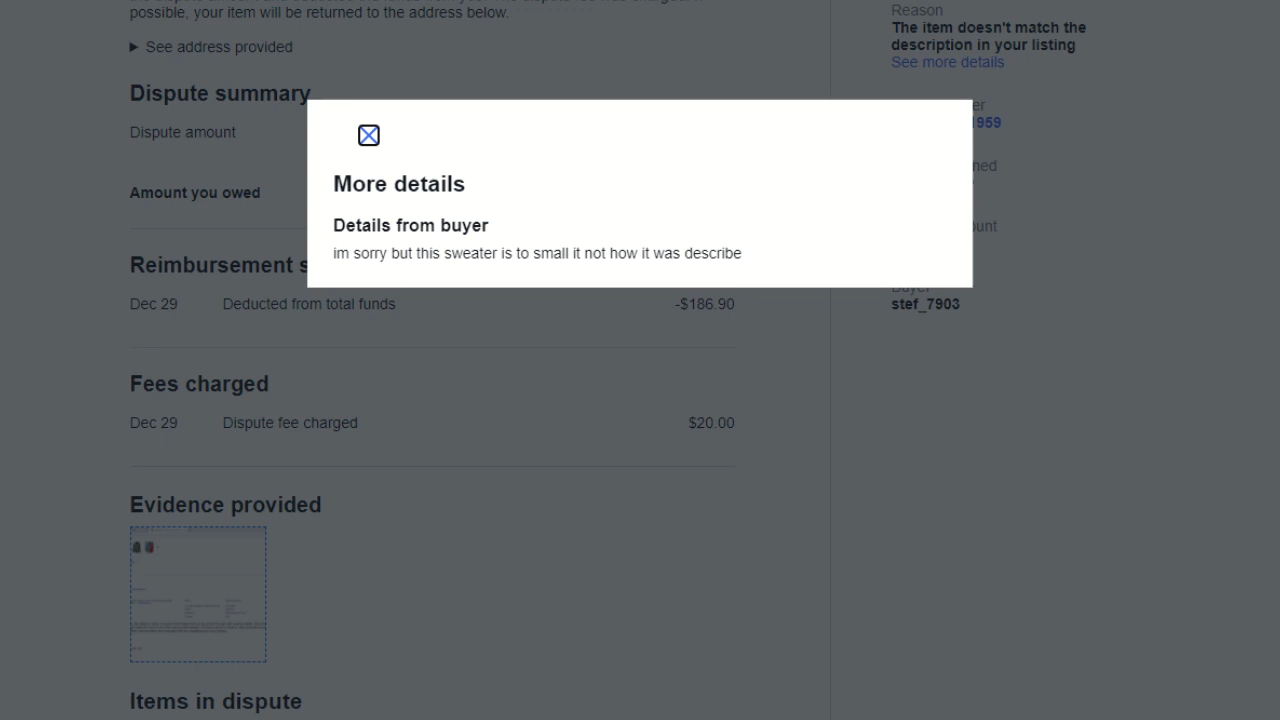 possible, your item will be returned to the address below.
See address provided
Dispute summary
Dispute amount
Amount you owed
Reimbursement s
Dec 29 Deducted from total funds -$186.90
Fees charged
Dec 29 Dispute fee charged $20.00
Evidence provided
Items in dispute
More details
Details from buyer
im sorry but this sweater is to small it not how it was describe
Reason
The item doesn't match the
description in your listing
See more details
er
1959
ned
ount
Buyer
stef_7903